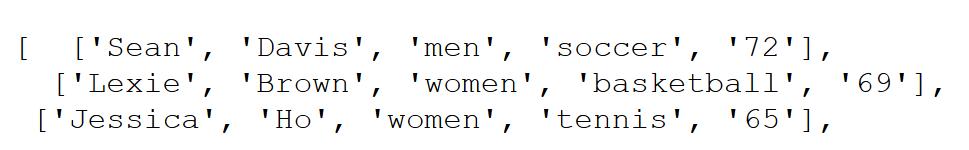 [  ['Sean', 'Davis', 'men', 'soccer', '72'],
['Lexie', 'Brown', 'women', 'basketball', '69'],
['Jessica', 'Ho', 'women', 'tennis', '65'],